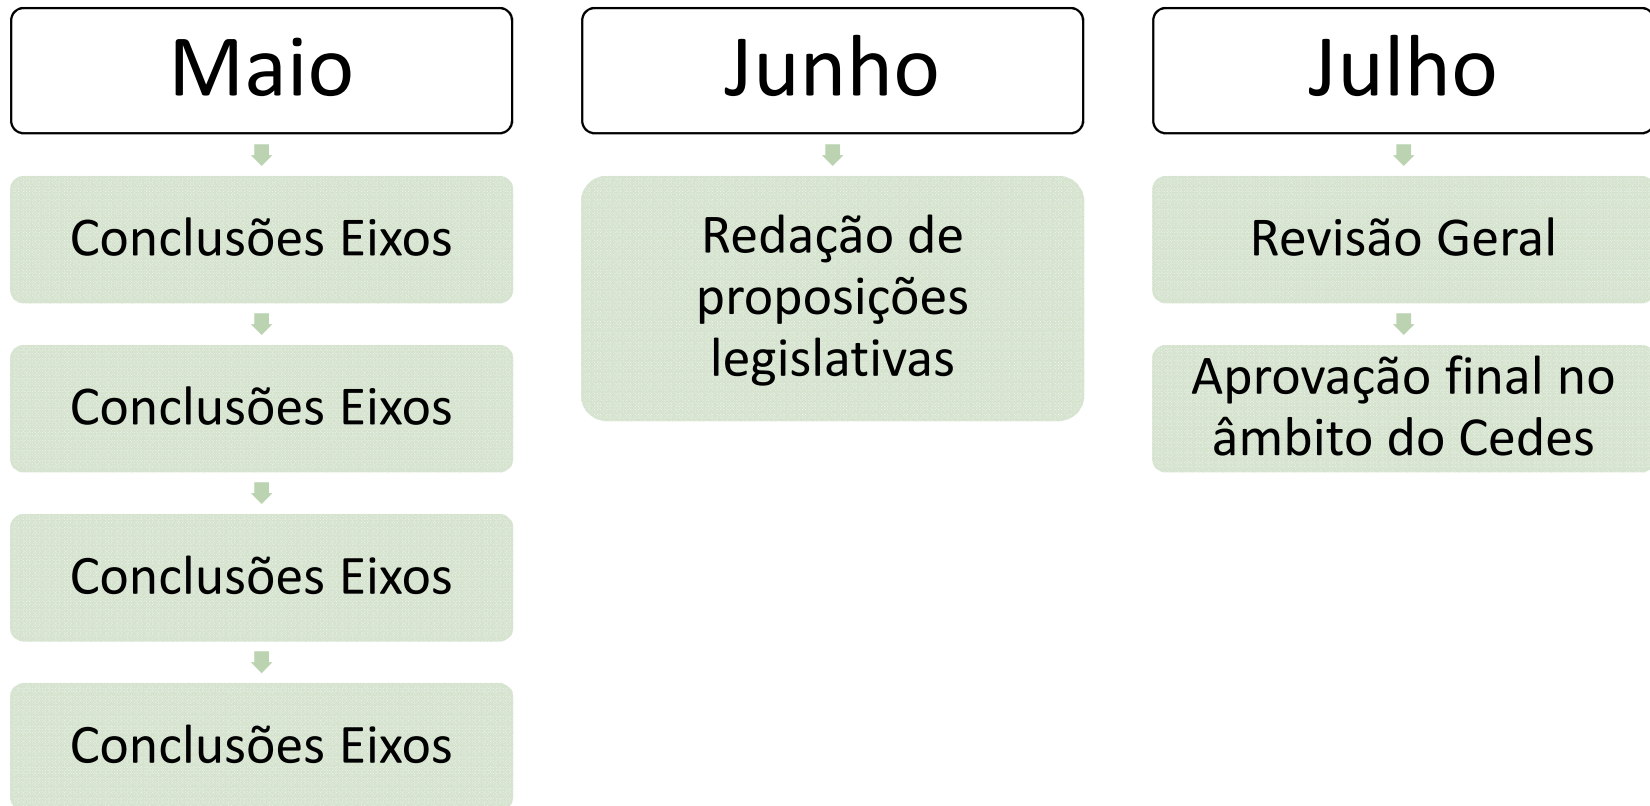 Maio
Conclusões Eixos
Conclusões Eixos
Conclusões Eixos
Conclusões Eixos
Junho
Redação de
proposições
legislativas
Julho
Revisão Geral
Aprovação final no
âmbito do Cedes